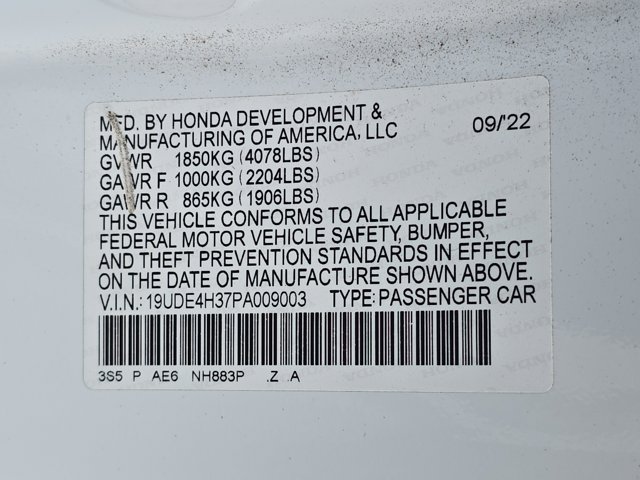 MFD. BY HONDA DEVELOPMENT &
MANUFACTURING OF AMERICA, LLC 09/'22
GVWR 1850KG (4078LBS)
GAWR F 1000KG (2204LBS)
GAWR R 865KG (1906LBS)
THIS VEHICLE CONFORMS TO ALL APPLICABLE
FEDERAL MOTOR VEHICLE SAFETY, BUMPER,
AND THEFT PREVENTION STANDARDS IN EFFECT
ON THE DATE OF MANUFACTURE SHOWN ABOVE.
V.I.N.: 19UDE4H37PA009003 TYPE: PASSENGER CAR
3S5 P AE6 NH883P .Z .A